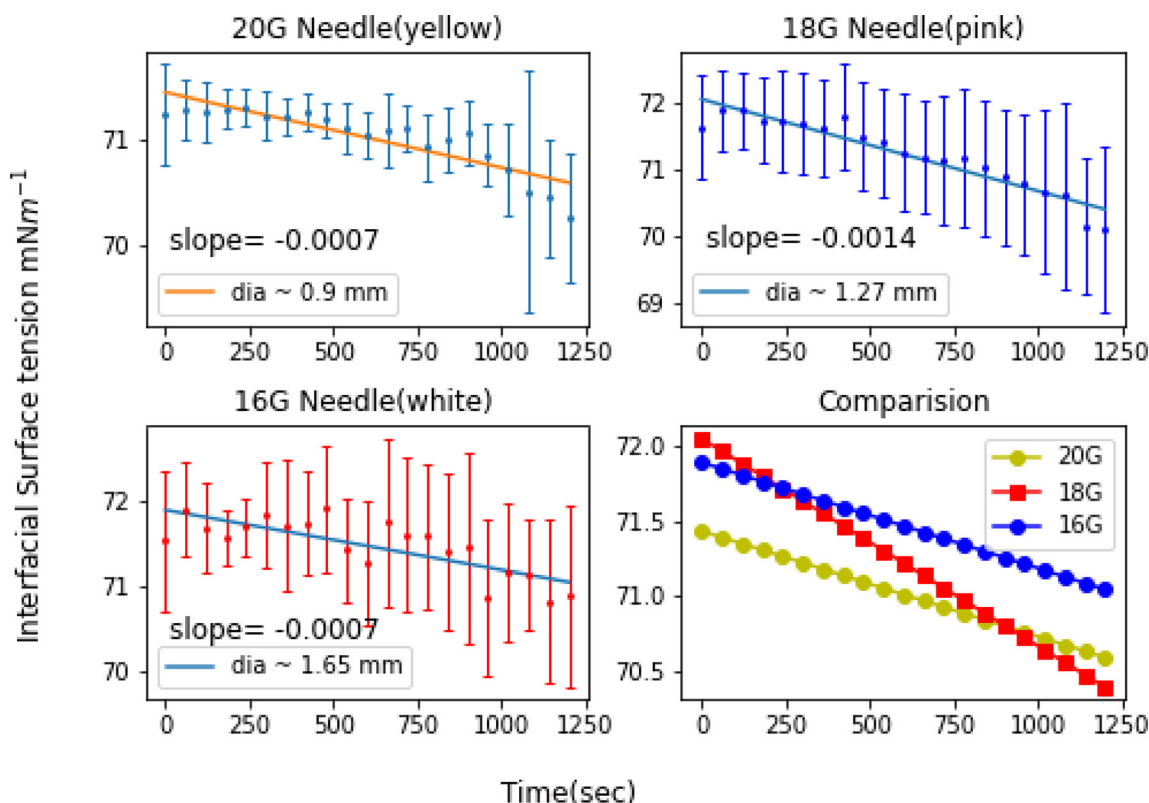 20G Needle(yellow)
71
70
slope= -0.0007
dia ~ 0.9 mm
0 250 500 750 1000 1250
18G Needle(pink)
72
71
70
69
slope= -0.0014
dia ~ 1.27 mm
0 250 500 750 1000 1250
Interfacial Surface tension mNm⁻¹
16G Needle(white)
72
71
70
slope= -0.0007
dia ~ 1.65 mm
0 250 500 750 1000 1250
Comparision
72.0
71.5
71.0
70.5
20G
18G
16G
0 250 500 750 1000 1250
Time(sec)